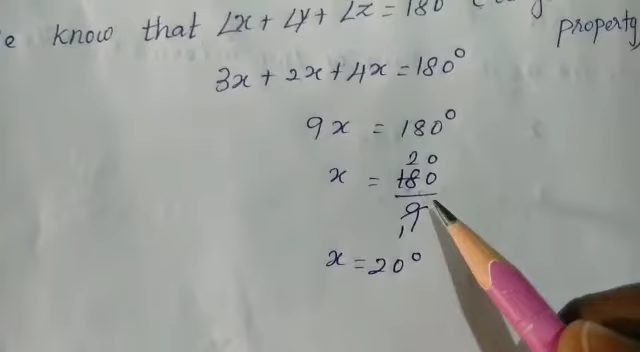 know that ∠x + ∠y + ∠z = 180
property
3x + 2x + 4x = 180°
9x = 180°
20
x = 180
9
1
x = 20°